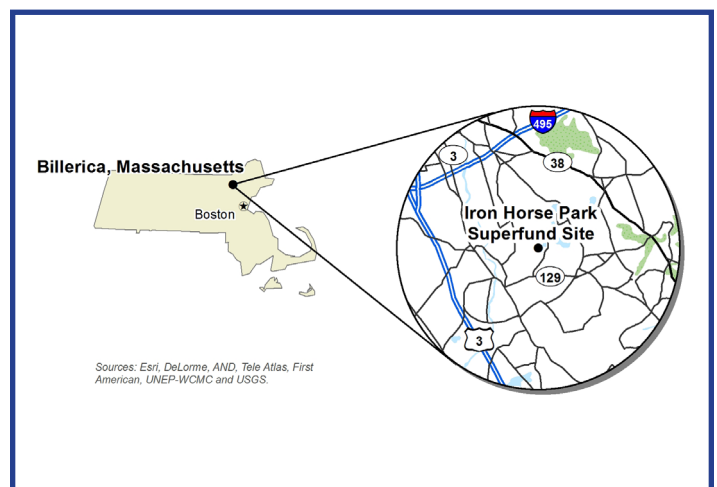 Billerica, Massachusetts
Boston
495
3
38
Iron Horse Park
Superfund Site
129
3
Sources: Esri, DeLorme, AND, Tele Atlas, First
American, UNEP-WCMC and USGS.